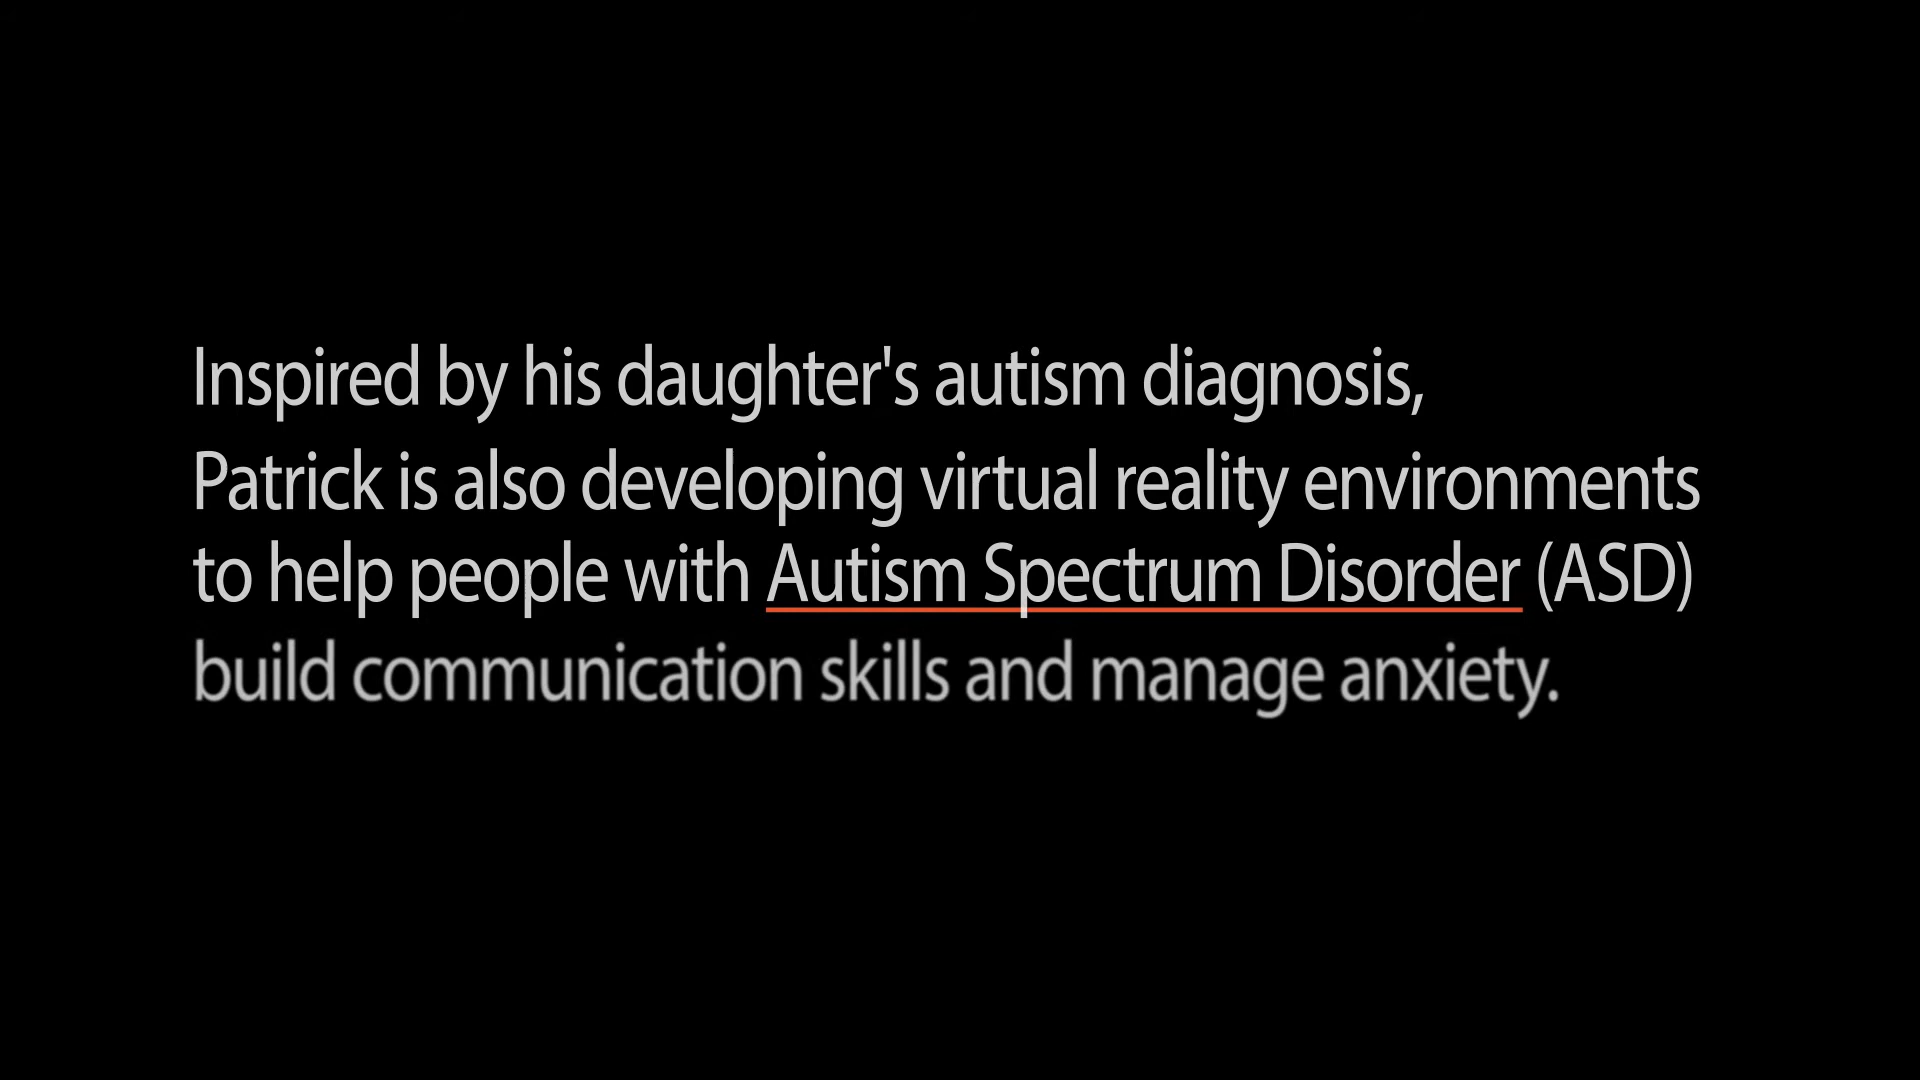 Inspired by his daughter's autism diagnosis,
Patrick is also developing virtual reality environments
to help people with Autism Spectrum Disorder (ASD)
build communication skills and manage anxiety.